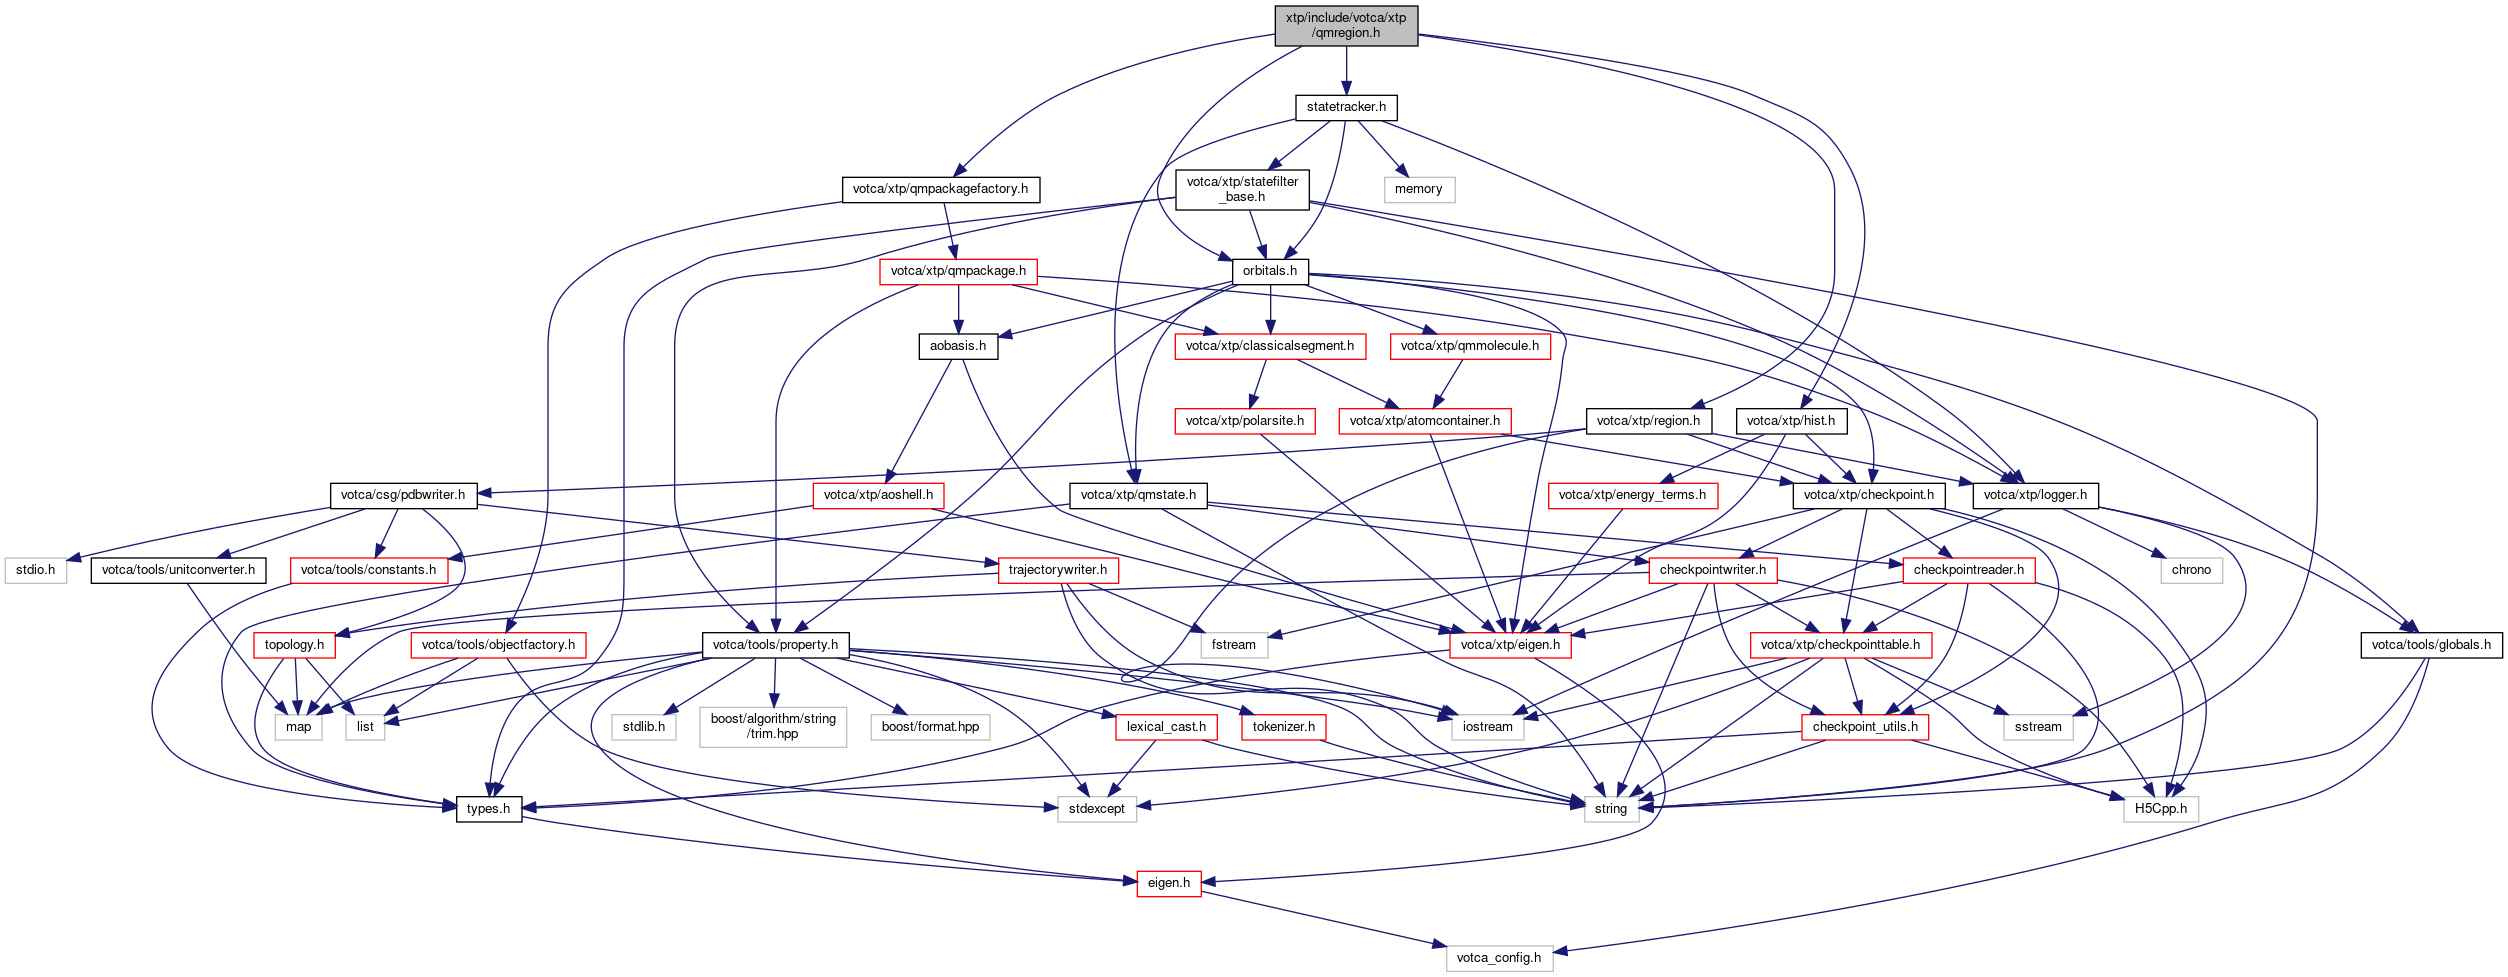 xtp/include/votca/xtp
/qmregion.h
statetracker.h
votca/xtp/qmpackagefactory.h
votca/xtp/statefilter
_base.h
memory
votca/xtp/qmpackage.h
orbitals.h
aobasis.h
votca/xtp/classicalsegment.h
votca/xtp/qmmolecule.h
votca/xtp/polarsite.h
votca/xtp/atomcontainer.h
votca/xtp/region.h
votca/xtp/hist.h
votca/csg/pdbwriter.h
votca/xtp/aoshell.h
votca/xtp/qmstate.h
votca/xtp/energy_terms.h
votca/xtp/checkpoint.h
votca/xtp/logger.h
stdio.h
votca/tools/unitconverter.h
votca/tools/constants.h
trajectorywriter.h
checkpointwriter.h
checkpointreader.h
chrono
topology.h
votca/tools/objectfactory.h
votca/tools/property.h
fstream
votca/xtp/eigen.h
votca/xtp/checkpointtable.h
votca/tools/globals.h
map
list
stdlib.h
boost/algorithm/string
/trim.hpp
boost/format.hpp
lexical_cast.h
tokenizer.h
iostream
checkpoint_utils.h
sstream
types.h
stdexcept
string
H5Cpp.h
eigen.h
votca_config.h